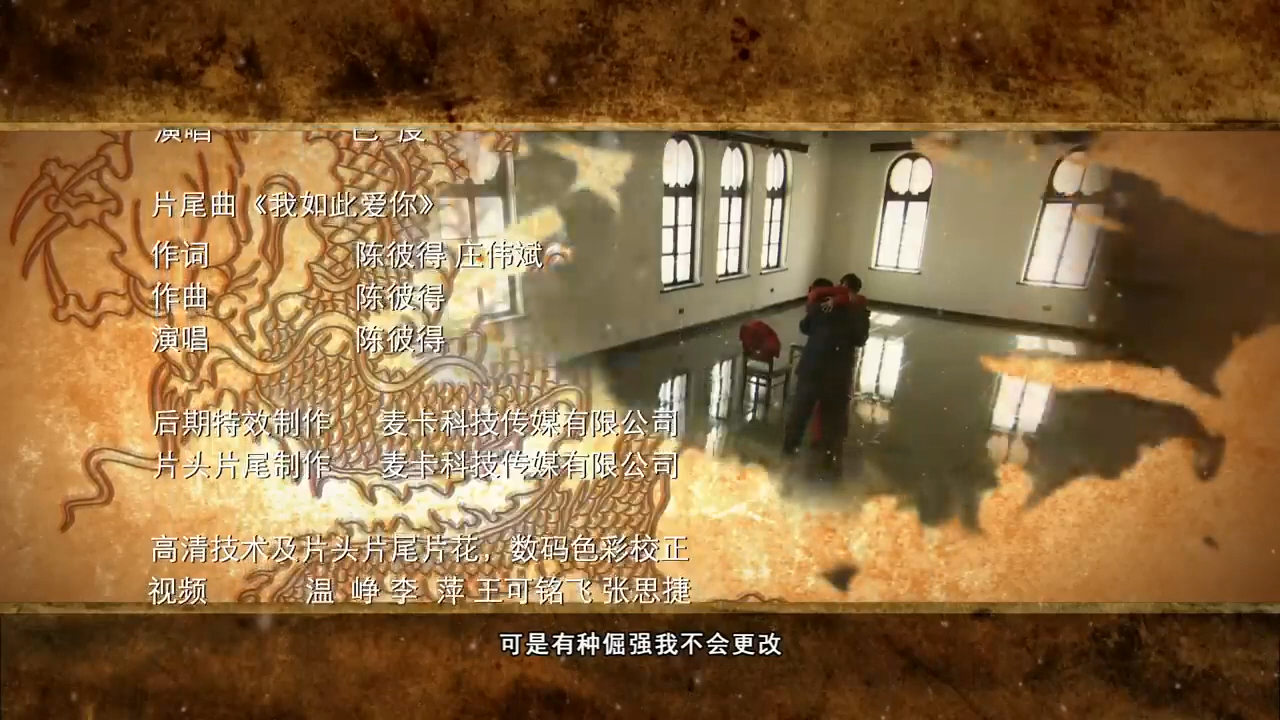 演唱 色 度
片尾曲《我如此爱你》
作词 陈彼得 庄伟斌
作曲 陈彼得
演唱 陈彼得
后期特效制作 麦卡科技传媒有限公司
片头片尾制作 麦卡科技传媒有限公司
高清技术及片头片尾片花，数码色彩校正
视频 温 峥 李 萍 王可铭飞 张思捷
可是有种倔强我不会更改